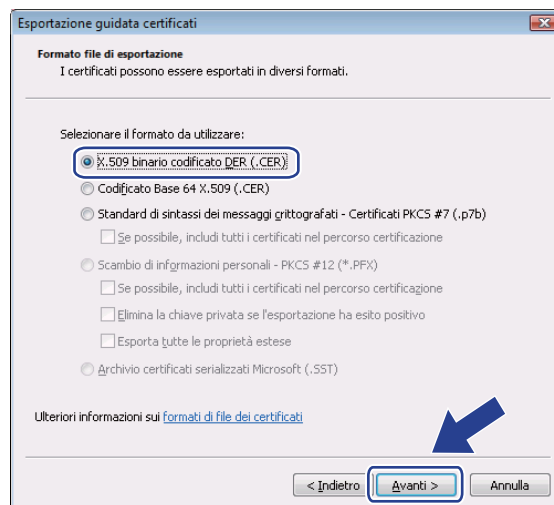 Esportazione guidata certificati
Formato file di esportazione
I certificati possono essere esportati in diversi formati.
Selezionare il formato da utilizzare:
X.509 binario codificato DER (.CER)
Codificato Base 64 X.509 (.CER)
Standard di sintassi dei messaggi crittografati - Certificati PKCS #7 (.p7b)
Se possibile, includi tutti i certificati nel percorso certificazione
Scambio di informazioni personali - PKCS #12 (*.PFX)
Se possibile, includi tutti i certificati nel percorso certificazione
Elimina la chiave privata se l'esportazione ha esito positivo
Esporta tutte le proprietà estese
Archivio certificati serializzati Microsoft (.SST)
Ulteriori informazioni sui formati di file dei certificati
< Indietro Avanti > Annulla